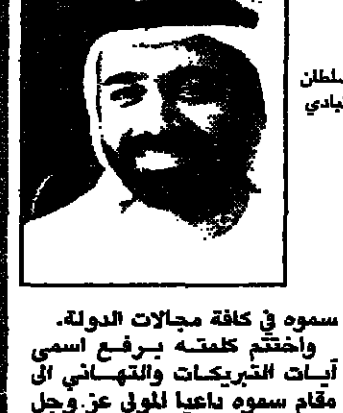 سلطان
سموه في كافة مجالات الدولة.
واختتم كلمته برفع اسمى
آيات التبريكات والتهاني الى
مقام سموه داعيا المولى عز وجل